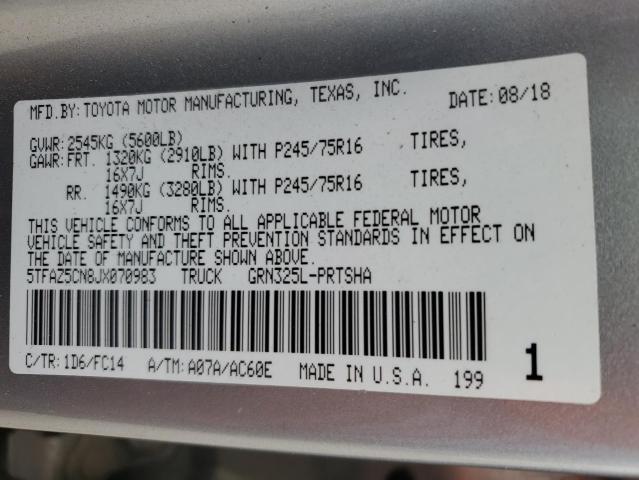 MFD.BY: TOYOTA MOTOR MANUFACTURING, TEXAS, INC. DATE: 08/18
GVWR: 2545KG (5600LB)
GAWR: FRT. 1320KG (2910LB) WITH P245/75R16 TIRES,
16X7J RIMS.
RR. 1490KG (3280LB) WITH P245/75R16 TIRES,
16X7J RIMS.
THIS VEHICLE CONFORMS TO ALL APPLICABLE FEDERAL MOTOR
VEHICLE SAFETY AND THEFT PREVENTION STANDARDS IN EFFECT ON
THE DATE OF MANUFACTURE SHOWN ABOVE.
5TFAZ5CN8JX070983 TRUCK GRN325L-PRTSHA
C/TR: 1D6/FC14 A/TM: A07A/AC60E MADE IN U.S.A. 199 1